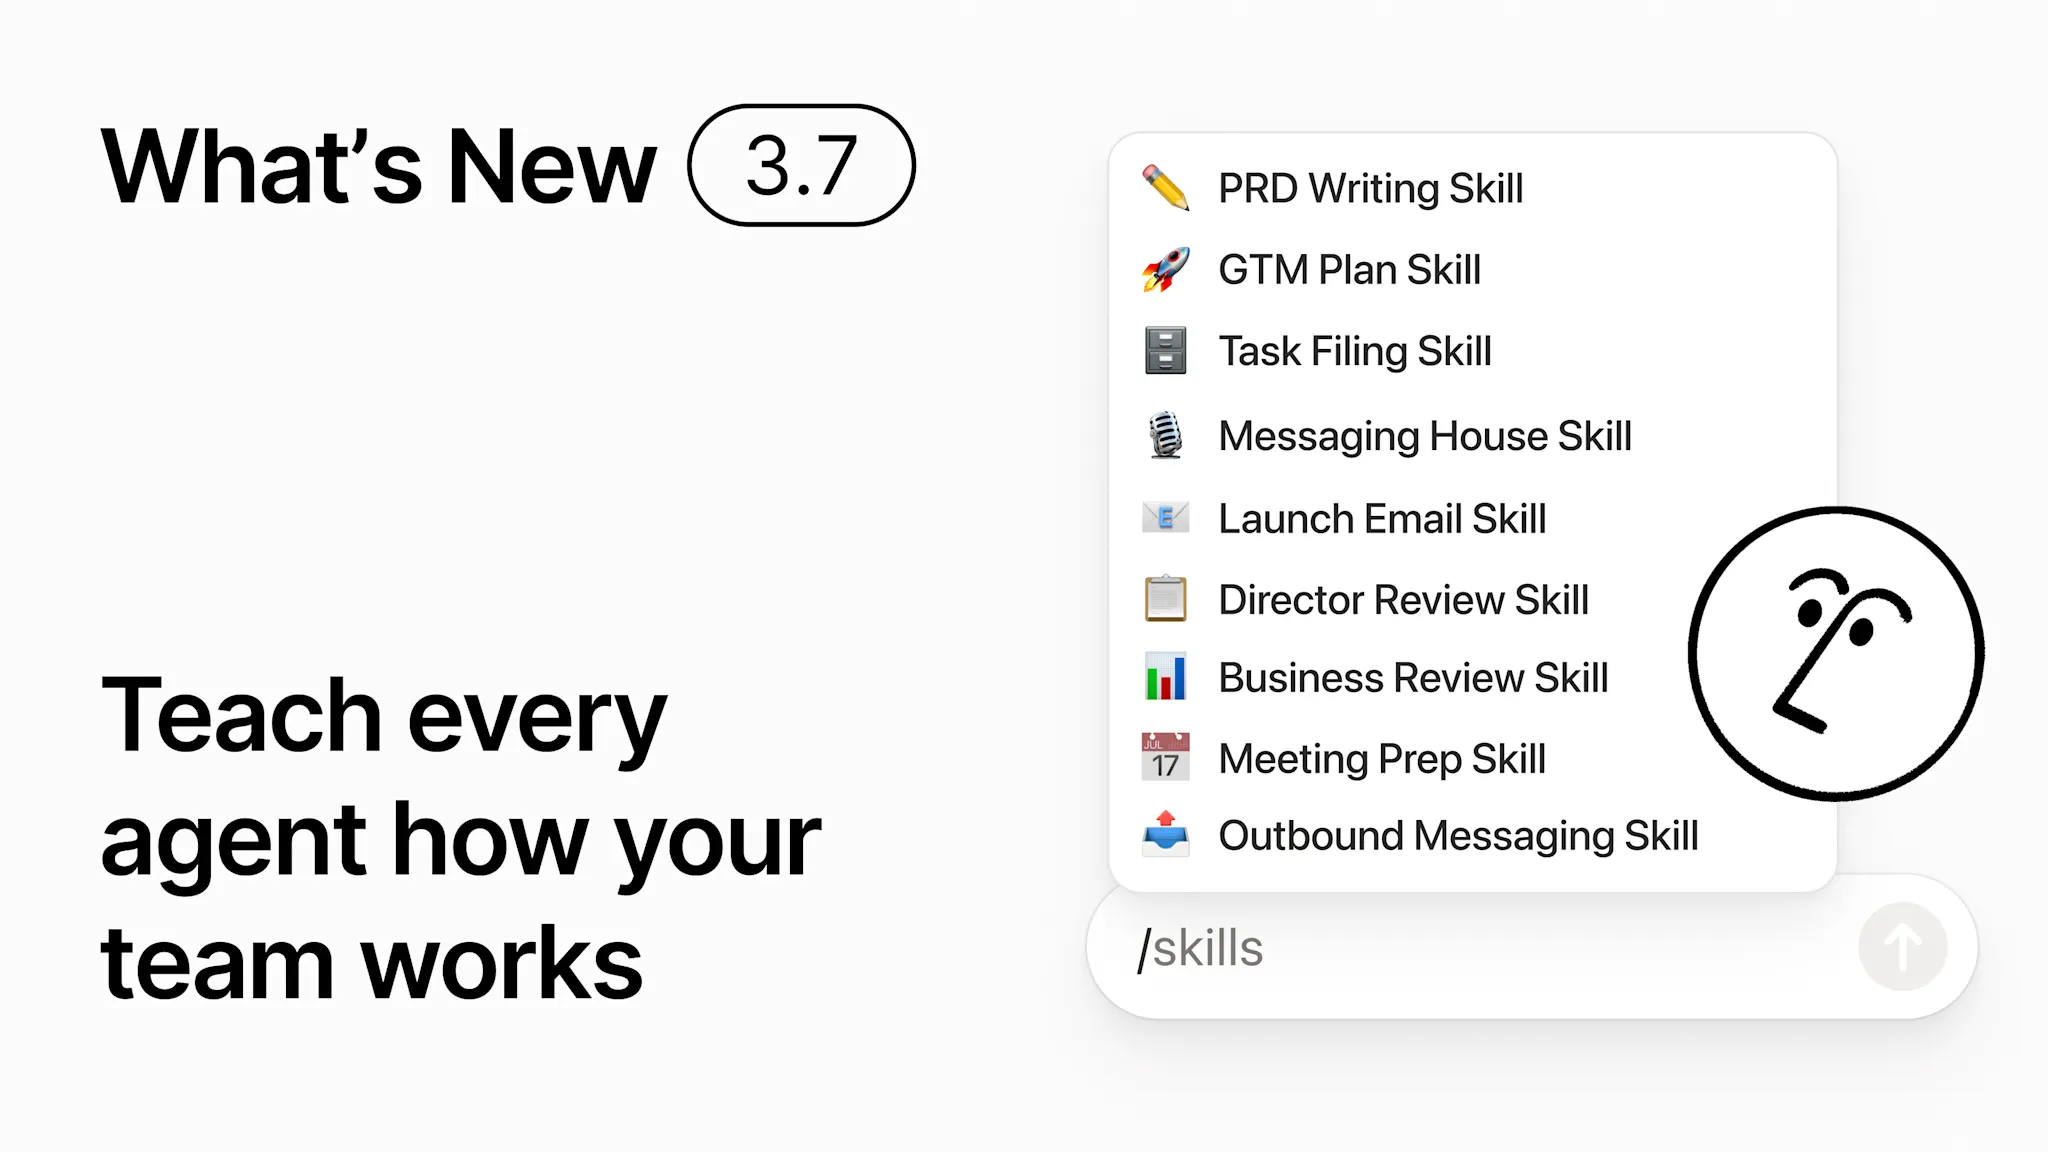 What’s New 3.7
Teach every
agent how your
team works
PRD Writing Skill
GTM Plan Skill
Task Filing Skill
Messaging House Skill
E
Launch Email Skill
Director Review Skill
Business Review Skill
JUL
17
Meeting Prep Skill
Outbound Messaging Skill
/skills